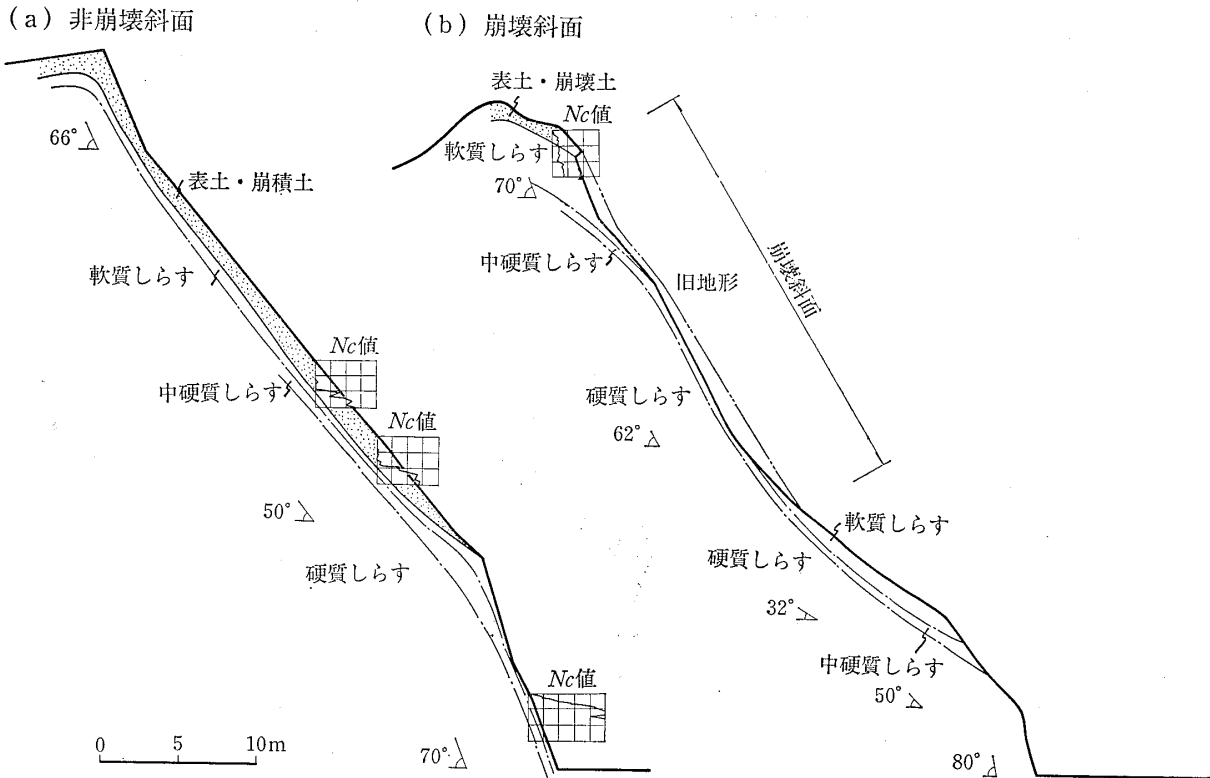 (a) 非崩壊斜面
66°
表土・崩積土
軟質しらす
Nc値
中硬質しらす
Nc値
50°
硬質しらす
Nc値
70°
0 5 10m
(b) 崩壊斜面
表土・崩壊土
Nc値
軟質しらす
70°
中硬質しらす
旧地形
崩壊斜面
硬質しらす
62°
軟質しらす
硬質しらす
32°
中硬質しらす
50°
80°